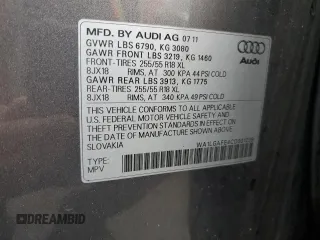 MFD. BY AUDI AG 07 11
GVWR LBS 6790, KG 3080
GAWR FRONT LBS 3219, KG 1460
FRONT-TIRES 255/55 R18 XL
8JX18 RIMS, AT 300 KPA 44 PSI COLD
GAWR REAR LBS 3913, KG 1775
REAR-TIRES 255/55 R18 XL
8JX18 RIMS, AT 340 KPA 49 PSI COLD
Audi
THIS VEHICLE CONFORMS TO ALL APPLICABLE
FEDERAL MOTOR VEHICLE
SAFETY STANDARDS IN EFFECT ON
THE DATE OF MANUFACTURE SHOWN ABOVE
SLOVAKIA
TYPE:
MPV
DREAMBID